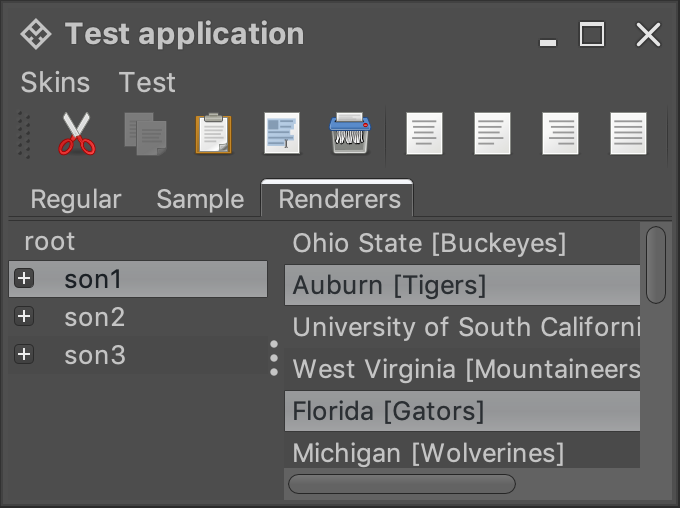 Test application
Skins Test
Regular Sample Renderers
root
son1
son2
son3
Ohio State [Buckeyes]
Auburn [Tigers]
University of South Californi
West Virginia [Mountaineers
Florida [Gators]
Michigan [Wolverines]